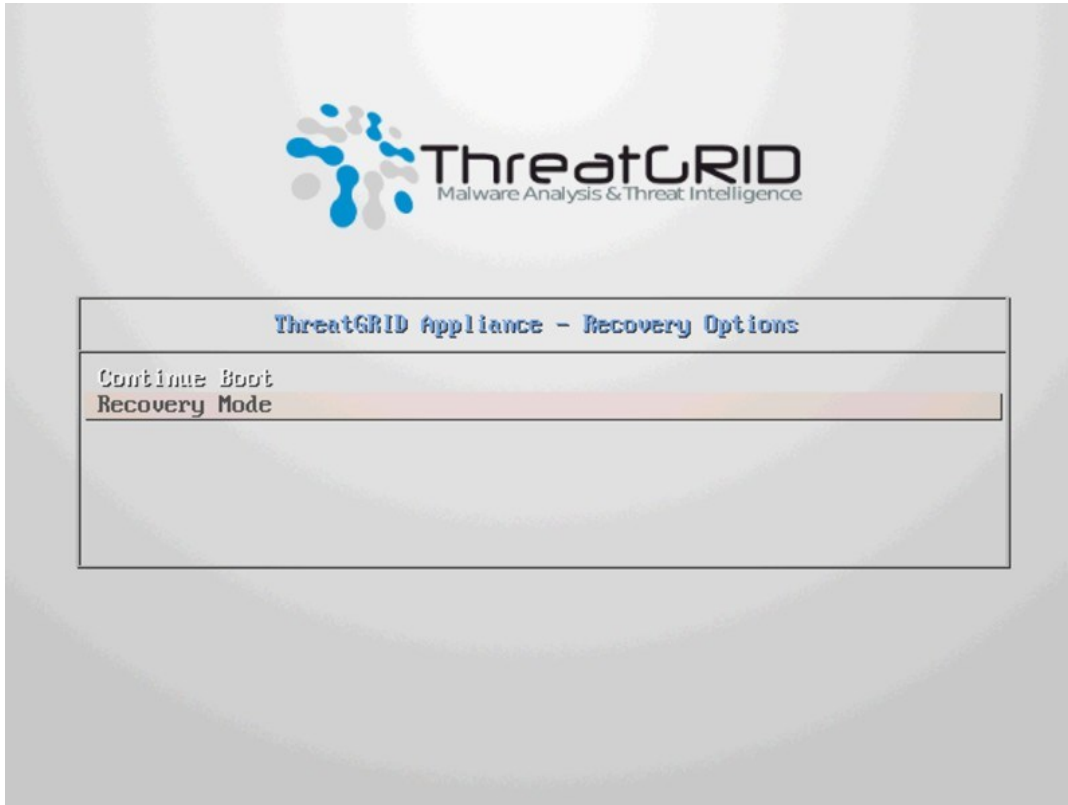 ThreatGRID
Malware Analysis & Threat Intelligence
ThreatGRID Appliance - Recovery Options
Continue Boot
Recovery Mode